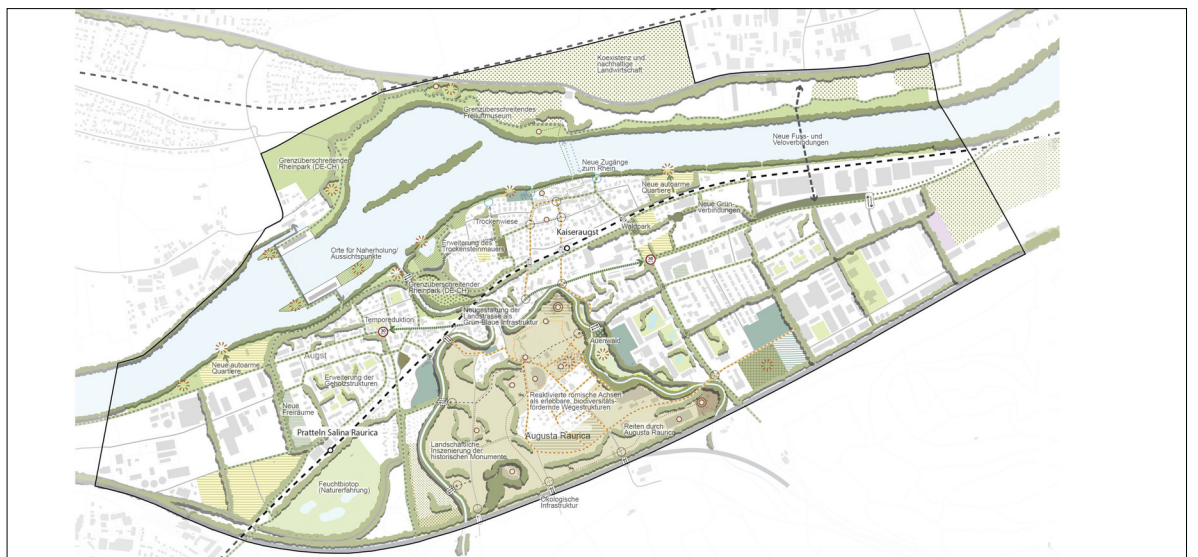 Koexistenz und
nachhaltige
Landwirtschaft
Grenzüberschreitendes
Freiluftmuseum
Neue Fuss- und
Veloverbindungen
Grenzüberschreitender
Rheinpark (DE-CH)
Neue Zugänge
zum Rhein
Neue autoarme
Quartiere
Neue Grün-
verbindungen
Trockenwiese
Waldpark
Kaiseraugst
Erweiterung des
Trockensteinmauers
Orte für Naherholung/
Aussichtspunkte
Grenzüberschreitender
Rheinpark (DE-CH)
Neugestaltung der
Landstrasse als
Grün-Blaue Infrastruktur
Temporeduktion
30
30
Auenwald
Augst
Neue autoarme
Quartiere
Erweiterung der
Gehölzstrukturen
Reaktivierte römische Achsen
als erlebbare, biodiversitäts-
fördernde Wegestrukturen
Neue
Freiräume
Augusta Raurica
Reiten durch
Augusta Raurica
Pratteln Salina Raurica
Landschaftliche
Inszenierung der
historischen Monumente
Feuchtbiotop
(Naturerfahrung)
Ökologische
Infrastruktur